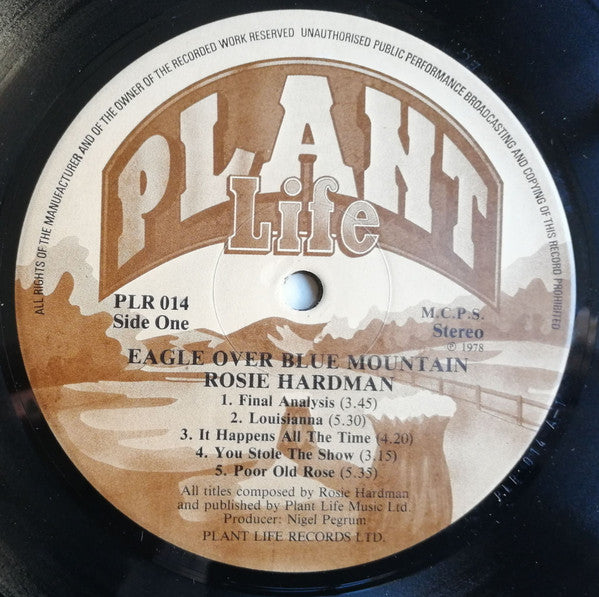 ALL RIGHTS OF THE MANUFACTURER AND OF THE OWNER OF THE RECORDED WORK RESERVED UNAUTHORISED PUBLIC PERFORMANCE BROADCASTING AND COPYING OF THIS RECORD PROHIBITED
PLANT
Life
PLR 014
Side One
M.C.P.S.
Stereo
℗ 1978
EAGLE OVER BLUE MOUNTAIN
ROSIE HARDMAN
1. Final Analysis (3.45)
2. Louisianna (5.30)
3. It Happens All The Time (4.20)
4. You Stole The Show (3.15)
5. Poor Old Rose (5.35)
All titles composed by Rosie Hardman
and published by Plant Life Music Ltd.
Producer: Nigel Pegrum
PLANT LIFE RECORDS LTD.
PLR 014 A-1